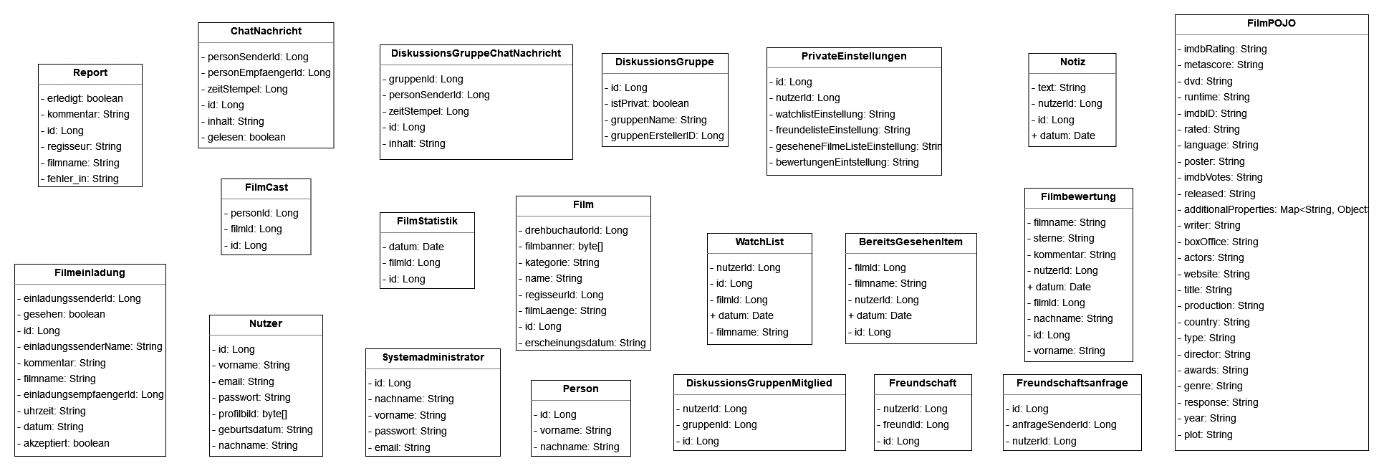 Report
- erledigt: boolean
- kommentar: String
- id: Long
- regisseur: String
- filmname: String
- fehler_in: String
ChatNachricht
- personSenderId: Long
- personEmpfaengerId: Long
- zeitStempel: Long
- id: Long
- inhalt: String
- gelesen: boolean
DiskussionsGruppeChatNachricht
- gruppenId: Long
- personSenderId: Long
- zeitStempel: Long
- id: Long
- inhalt: String
DiskussionsGruppe
- id: Long
- istPrivat: boolean
- gruppenName: String
- gruppenErstellerID: Long
PrivateEinstellungen
- id: Long
- nutzerId: Long
- watchlistEinstellung: String
- freundelisteEinstellung: String
- geseheneFilmeListeEinstellung: Strin
- bewertungenEintstellung: String
Notiz
- text: String
- nutzerId: Long
- id: Long
+ datum: Date
FilmPOJO
- imdbRating: String
- metascore: String
- dvd: String
- runtime: String
- imdbID: String
- rated: String
- language: String
- poster: String
- imdbVotes: String
- released: String
- additionalProperties: Map<String, Object
- writer: String
- boxOffice: String
- actors: String
- website: String
- title: String
- production: String
- country: String
- type: String
- director: String
- awards: String
- genre: String
- response: String
- year: String
- plot: String
FilmCast
- personId: Long
- filmId: Long
- id: Long
FilmStatistik
- datum: Date
- filmId: Long
- id: Long
Film
- drehbuchautorId: Long
- filmbanner: byte[]
- kategorie: String
- name: String
- regisseurId: Long
- filmLaenge: String
- id: Long
- erscheinungsdatum: String
WatchList
- nutzerId: Long
- id: Long
- filmId: Long
+ datum: Date
- filmname: String
BereitsGesehenItem
- filmId: Long
- filmname: String
- nutzerId: Long
+ datum: Date
- id: Long
Filmbewertung
- filmname: String
- sterne: String
- kommentar: String
- nutzerId: Long
+ datum: Date
- filmId: Long
- nachname: String
- id: Long
- vorname: String
Filmeinladung
- einladungssenderId: Long
- gesehen: boolean
- id: Long
- einladungssenderName: String
- kommentar: String
- filmname: String
- einladungsempfaengerId: Long
- uhrzeit: String
- datum: String
- akzeptiert: boolean
Nutzer
- id: Long
- vorname: String
- email: String
- passwort: String
- profilbild: byte[]
- geburtsdatum: String
- nachname: String
Systemadministrator
- id: Long
- nachname: String
- vorname: String
- passwort: String
- email: String
Person
- id: Long
- vorname: String
- nachname: String
DiskussionsGruppenMitglied
- nutzerId: Long
- gruppenId: Long
- id: Long
Freundschaft
- nutzerId: Long
- freundId: Long
- id: Long
Freundschaftsanfrage
- id: Long
- anfrageSenderId: Long
- nutzerId: Long